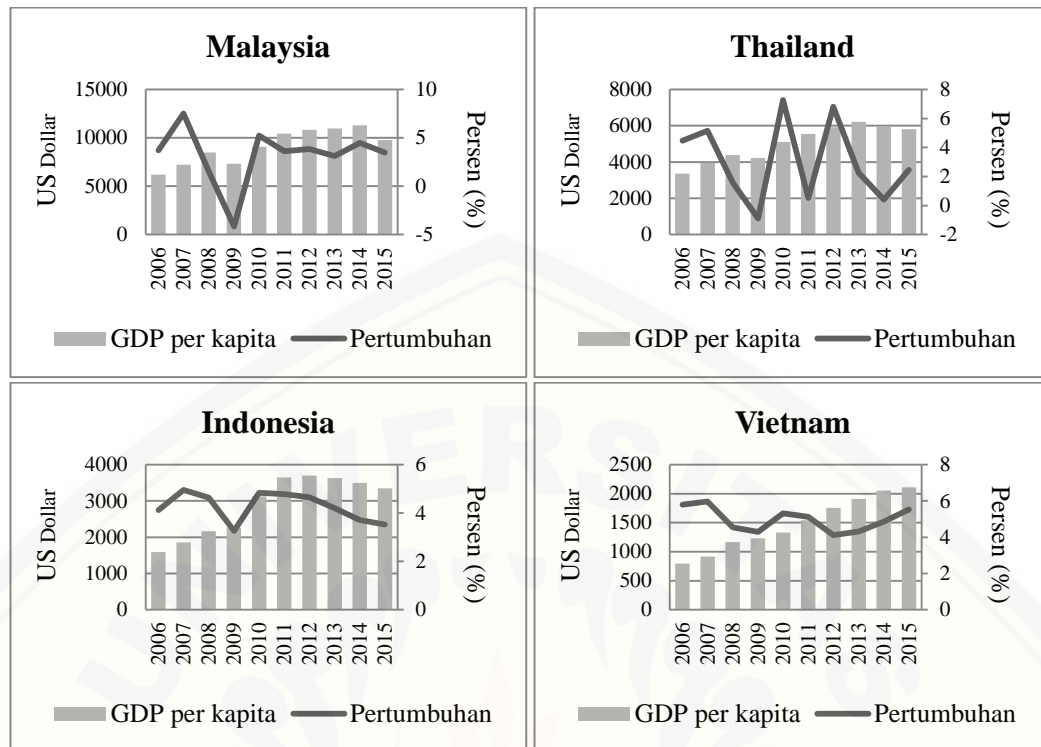 Malaysia
US Dollar
15000
10000
5000
0
10
5
0
-5
Persen (%)
2006 2007 2008 2009 2010 2011 2012 2013 2014 2015
GDP per kapita Pertumbuhan
Thailand
US Dollar
8000
6000
4000
2000
0
8
6
4
2
0
-2
Persen (%)
2006 2007 2008 2009 2010 2011 2012 2013 2014 2015
GDP per kapita Pertumbuhan
Indonesia
US Dollar
4000
3000
2000
1000
0
6
4
2
0
Persen (%)
2006 2007 2008 2009 2010 2011 2012 2013 2014 2015
GDP per kapita Pertumbuhan
Vietnam
US Dollar
2500
2000
1500
1000
500
0
8
6
4
2
0
Persen (%)
2006 2007 2008 2009 2010 2011 2012 2013 2014 2015
GDP per kapita Pertumbuhan
UNIVERSITAS